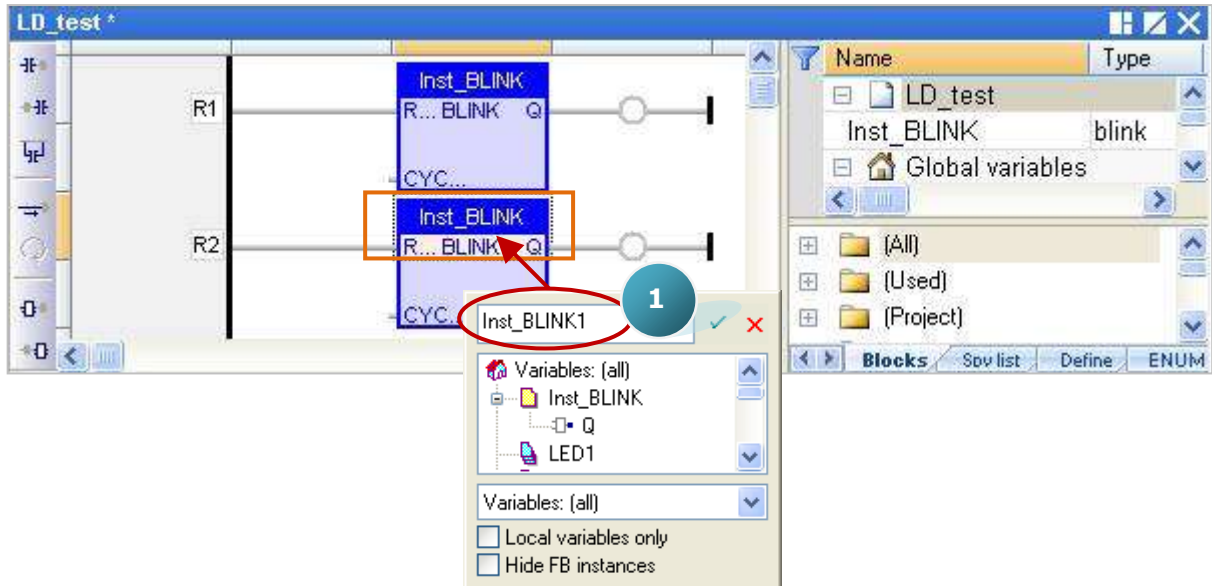 LD_test *
Name Type
LD_test
Inst_BLINK blink
Global variables
Inst_BLINK
R1 R... BLINK Q
CYC...
Inst_BLINK
R2 R... BLINK Q
CYC...
(All)
(Used)
(Project)
Blocks Spy list Define ENUM
1
Inst_BLINK1
Variables: (all)
Inst_BLINK
Q
LED1
Variables: (all)
Local variables only
Hide FB instances